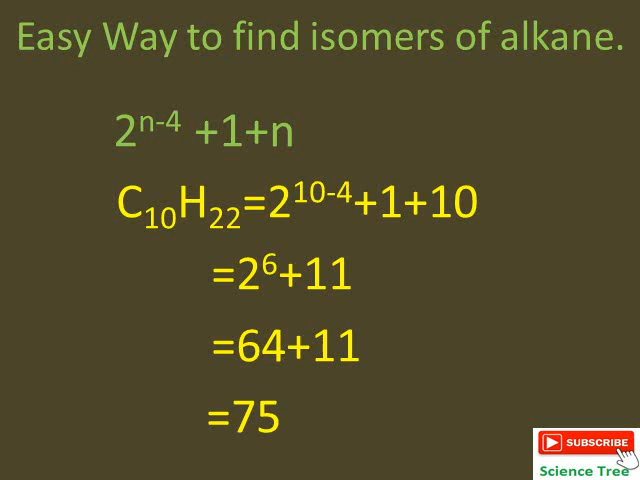 Easy Way to find isomers of alkane.
2ⁿ⁻⁴ +1+n
C₁₀H₂₂=2¹⁰⁻⁴+1+10
=2⁶+11
=64+11
=75
SUBSCRIBE
Science Tree